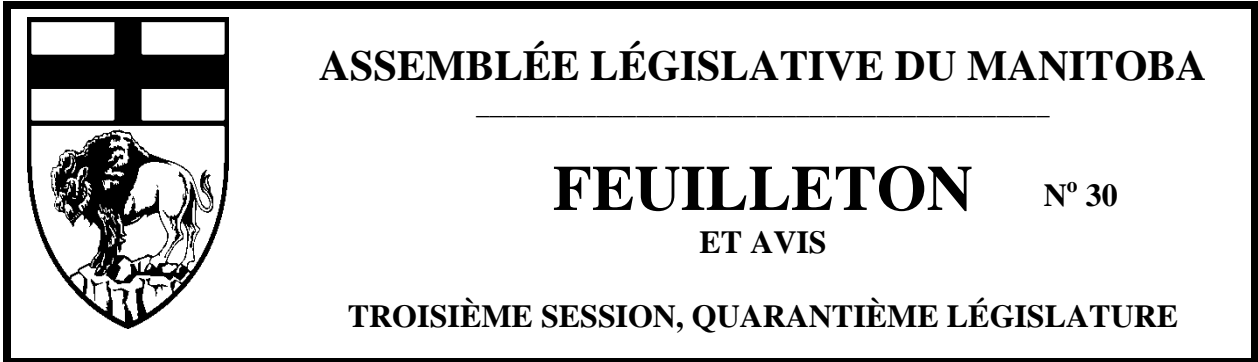 ASSEMBLÉE LÉGISLATIVE DU MANITOBA
FEUILLETON Nº 30
ET AVIS
TROISIÈME SESSION, QUARANTIÈME LÉGISLATURE